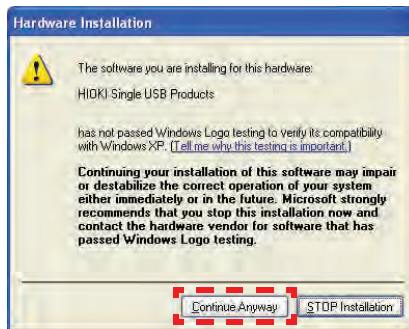 Hardware Installation
The software you are installing for this hardware:
HIOKI Single USB Products
has not passed Windows Logo testing to verify its compatibility
with Windows XP. (Tell me why this testing is important.)
Continuing your installation of this software may impair
or destabilize the correct operation of your system
either immediately or in the future. Microsoft strongly
recommends that you stop this installation now and
contact the hardware vendor for software that has
passed Windows Logo testing.
Continue Anyway
STOP Installation